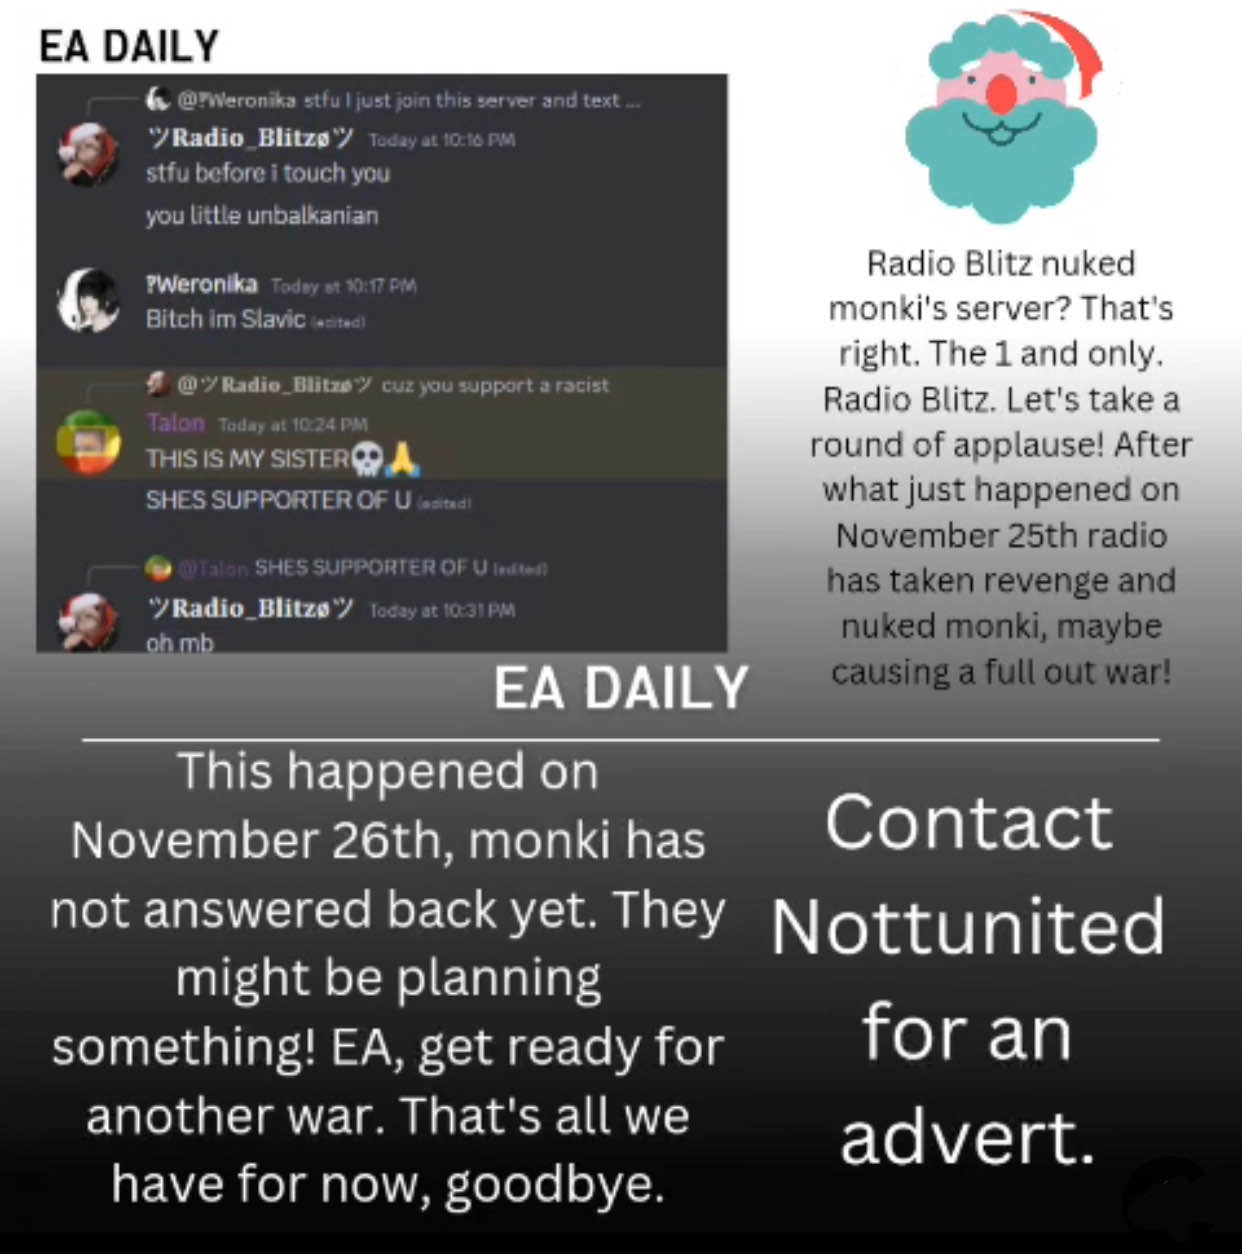 EA DAILY
@‽Weronika stfu I just join this server and text ...
ツRadio_Blitzøツ Today at 10:16 PM
stfu before i touch you
you little unbalkanian
‽Weronika Today at 10:17 PM
Bitch im Slavic (edited)
@ツRadio_Blitzøツ cuz you support a racist
Talon Today at 10:24 PM
THIS IS MY SISTER💀🙏
SHES SUPPORTER OF U (edited)
@Talon SHES SUPPORTER OF U (edited)
ツRadio_Blitzøツ Today at 10:31 PM
oh mb
Radio Blitz nuked
monki's server? That's
right. The 1 and only.
Radio Blitz. Let's take a
round of applause! After
what just happened on
November 25th radio
has taken revenge and
nuked monki, maybe
causing a full out war!
EA DAILY
This happened on
November 26th, monki has
not answered back yet. They
might be planning
something! EA, get ready for
another war. That's all we
have for now, goodbye.
Contact
Nottunited
for an
advert.